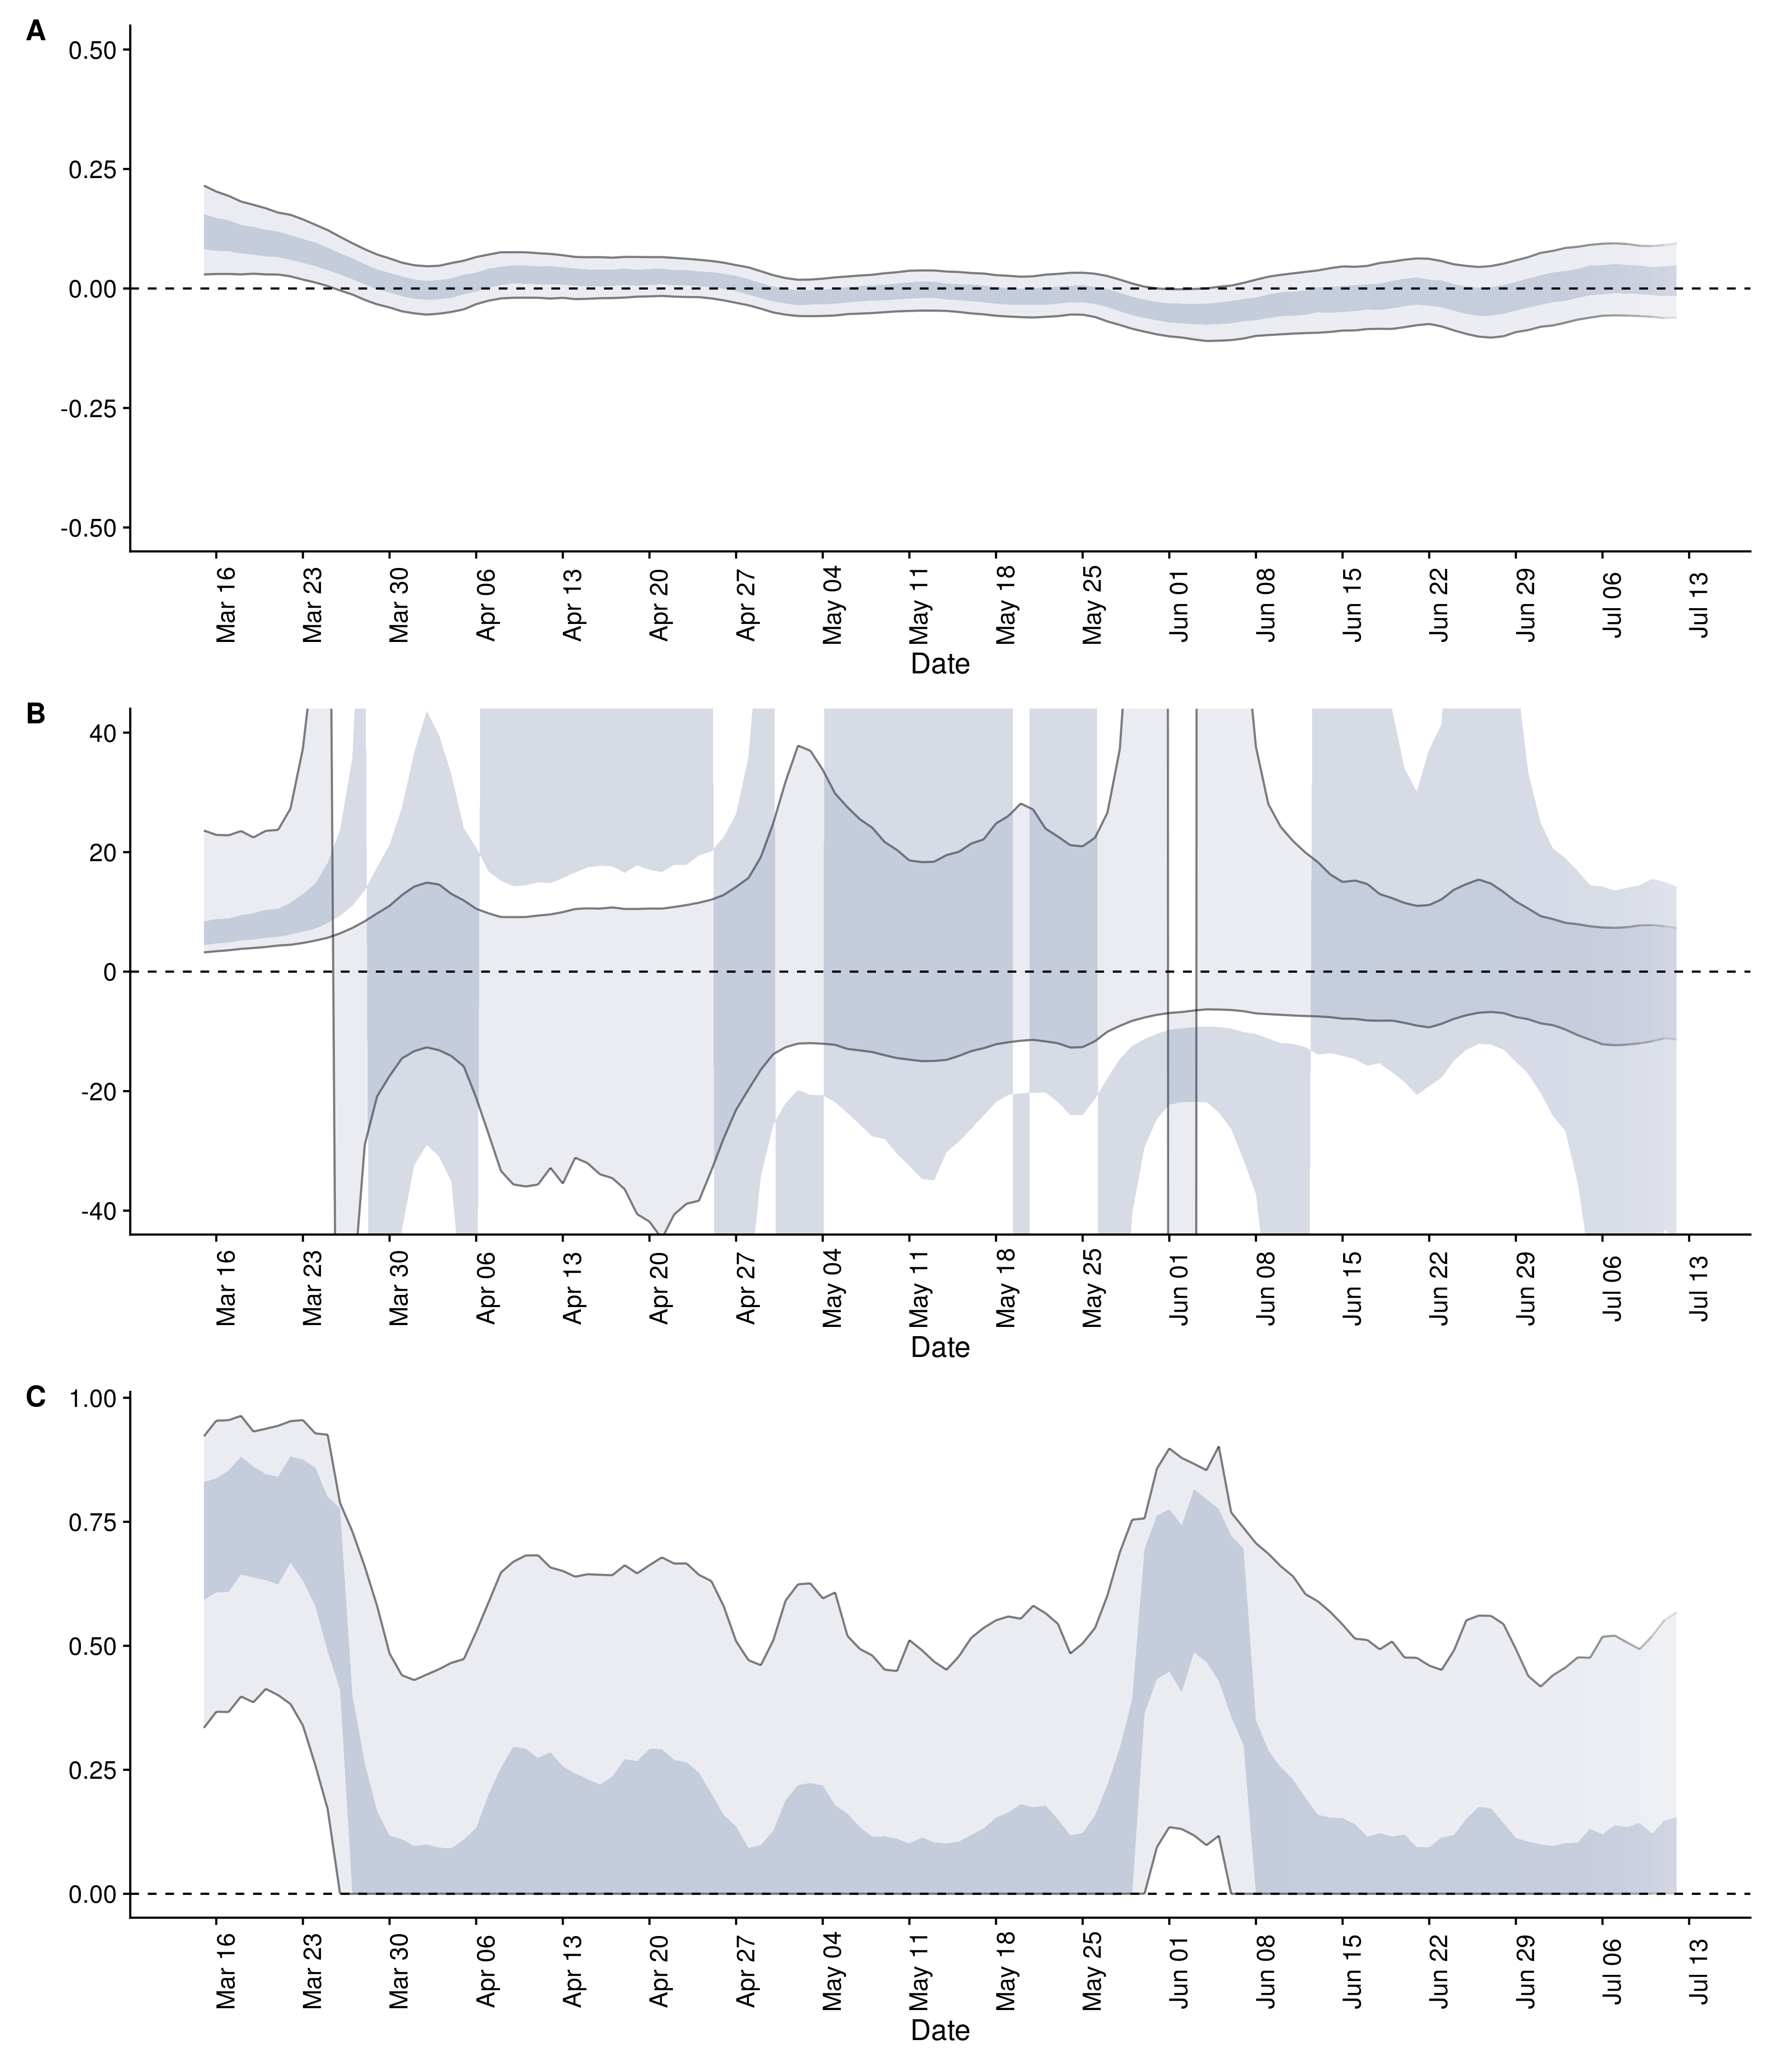 A
0.50
0.25
0.00
-0.25
-0.50
Mar 16
Mar 23
Mar 30
Apr 06
Apr 13
Apr 20
Apr 27
May 04
May 11
May 18
May 25
Jun 01
Jun 08
Jun 15
Jun 22
Jun 29
Jul 06
Jul 13
Date
B
40
20
0
-20
-40
Mar 16
Mar 23
Mar 30
Apr 06
Apr 13
Apr 20
Apr 27
May 04
May 11
May 18
May 25
Jun 01
Jun 08
Jun 15
Jun 22
Jun 29
Jul 06
Jul 13
Date
C
1.00
0.75
0.50
0.25
0.00
Mar 16
Mar 23
Mar 30
Apr 06
Apr 13
Apr 20
Apr 27
May 04
May 11
May 18
May 25
Jun 01
Jun 08
Jun 15
Jun 22
Jun 29
Jul 06
Jul 13
Date